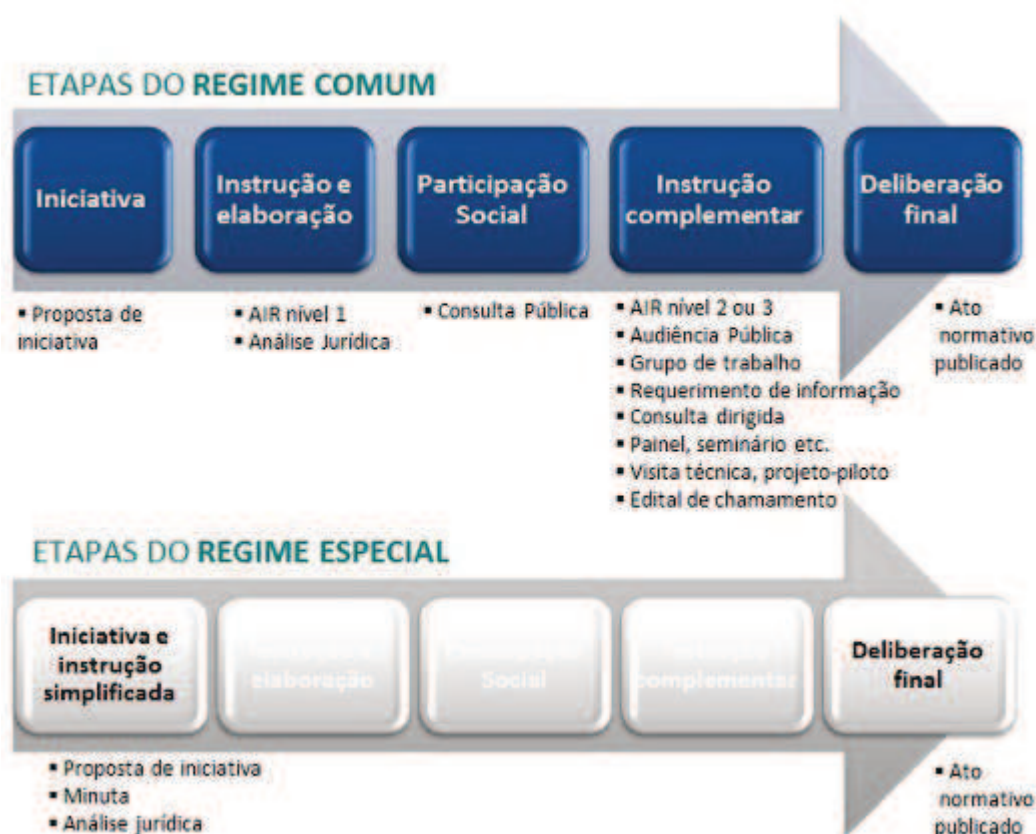 ETAPAS DO REGIME COMUM
Iniciativa
Instrução e
elaboração
Participação
Social
Instrução
complementar
Deliberação
final
▪ Proposta de
iniciativa
▪ AIR nível 1
▪ Análise Jurídica
▪ Consulta Pública
▪ AIR nível 2 ou 3
▪ Audiência Pública
▪ Grupo de trabalho
▪ Requerimento de informação
▪ Consulta dirigida
▪ Painel, seminário etc.
▪ Visita técnica, projeto-piloto
▪ Edital de chamamento
▪ Ato
normativo
publicado
ETAPAS DO REGIME ESPECIAL
Iniciativa e
instrução
simplificada
elaboração
Social
complementar
Deliberação
final
▪ Proposta de iniciativa
▪ Minuta
▪ Análise jurídica
▪ Ato
normativo
publicado